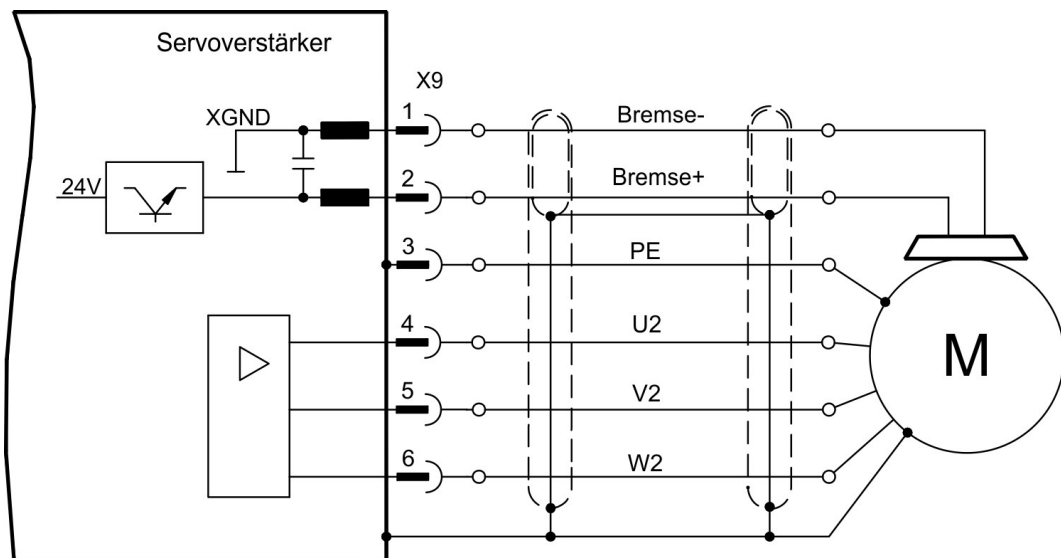 Servoverstärker
X9
XGND
1
Bremse-
24V
2
Bremse+
3
PE
4
U2
5
V2
6
W2
M